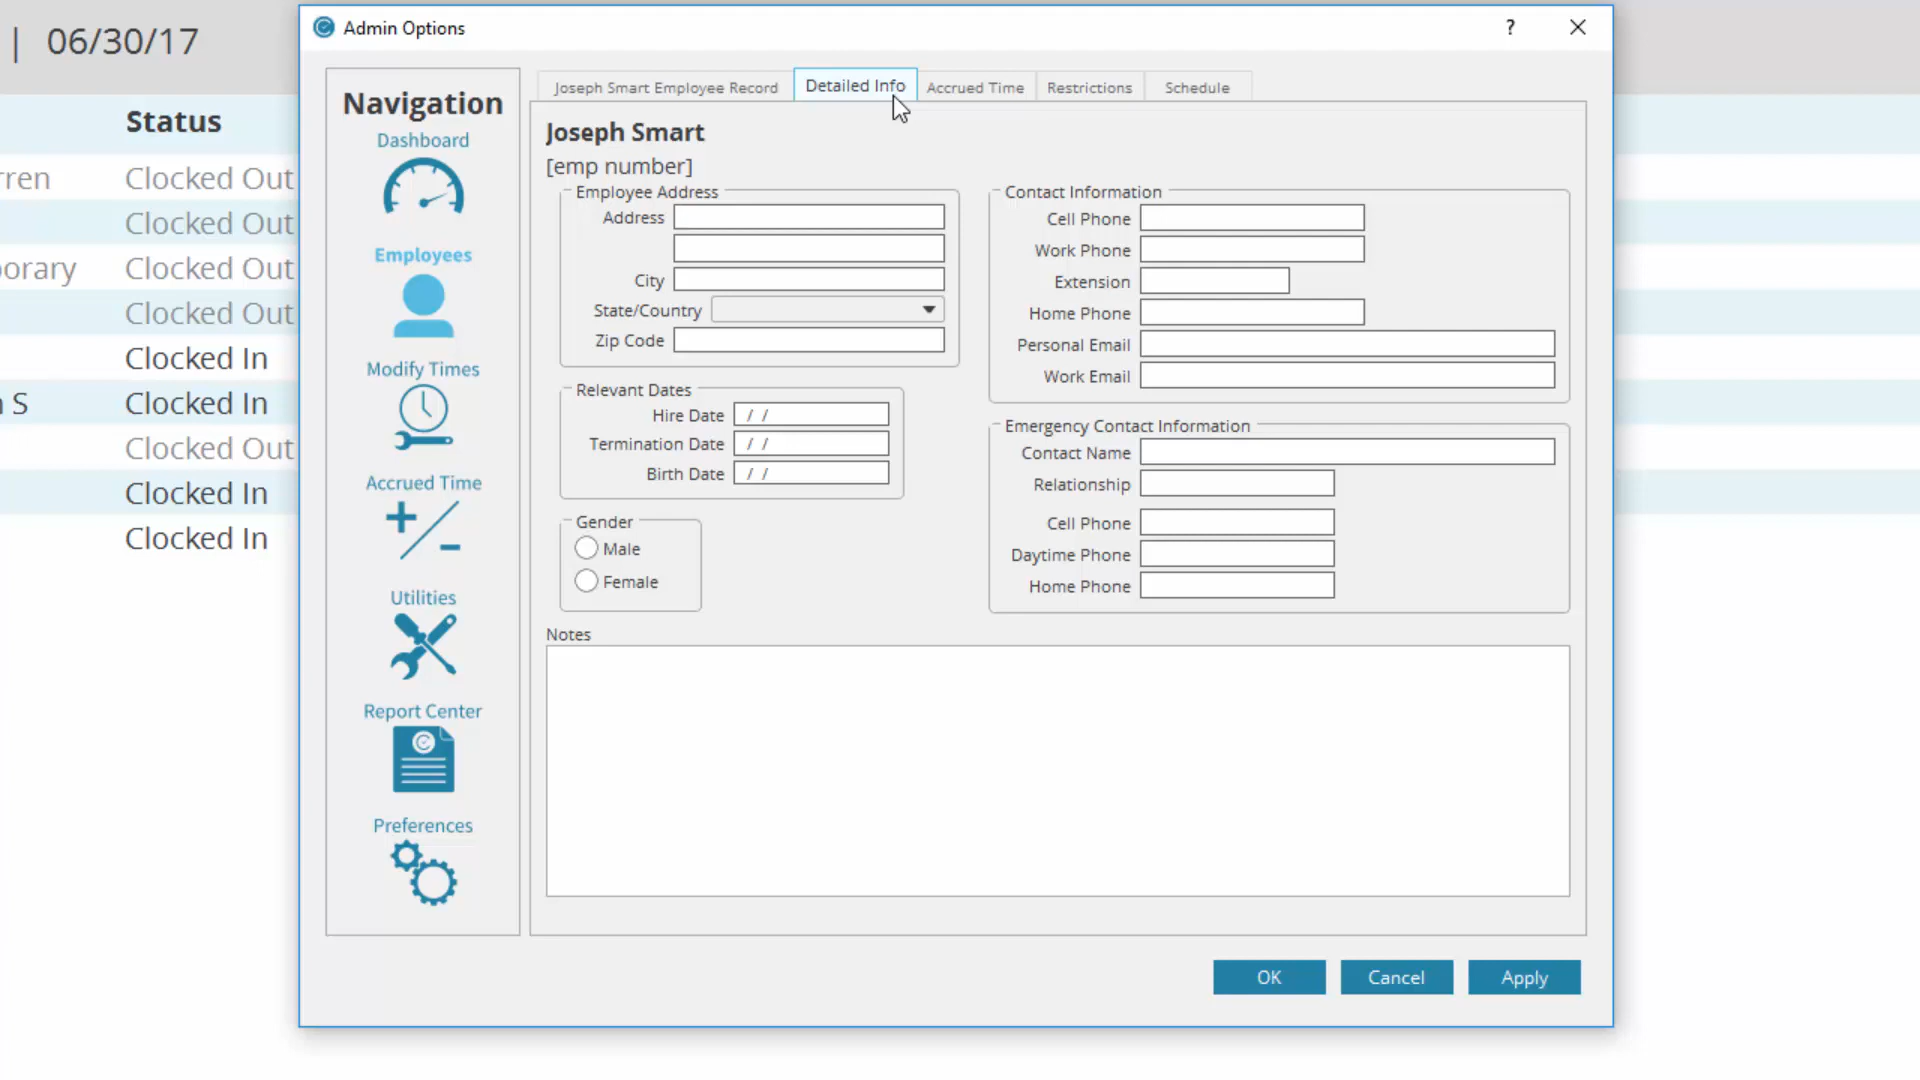 | 06/30/17
Status
rren Clocked Out
Clocked Out
orary Clocked Out
Clocked Out
Clocked In
n S Clocked In
Clocked Out
Clocked In
Clocked In
Admin Options
?
Navigation
Dashboard
Employees
Modify Times
Accrued Time
Utilities
Report Center
Preferences
Joseph Smart Employee Record Detailed Info Accrued Time Restrictions Schedule
Joseph Smart
[emp number]
Employee Address
Address
City
State/Country
Zip Code
Relevant Dates
Hire Date / /
Termination Date / /
Birth Date / /
Gender
Male
Female
Contact Information
Cell Phone
Work Phone
Extension
Home Phone
Personal Email
Work Email
Emergency Contact Information
Contact Name
Relationship
Cell Phone
Daytime Phone
Home Phone
Notes
OK Cancel Apply